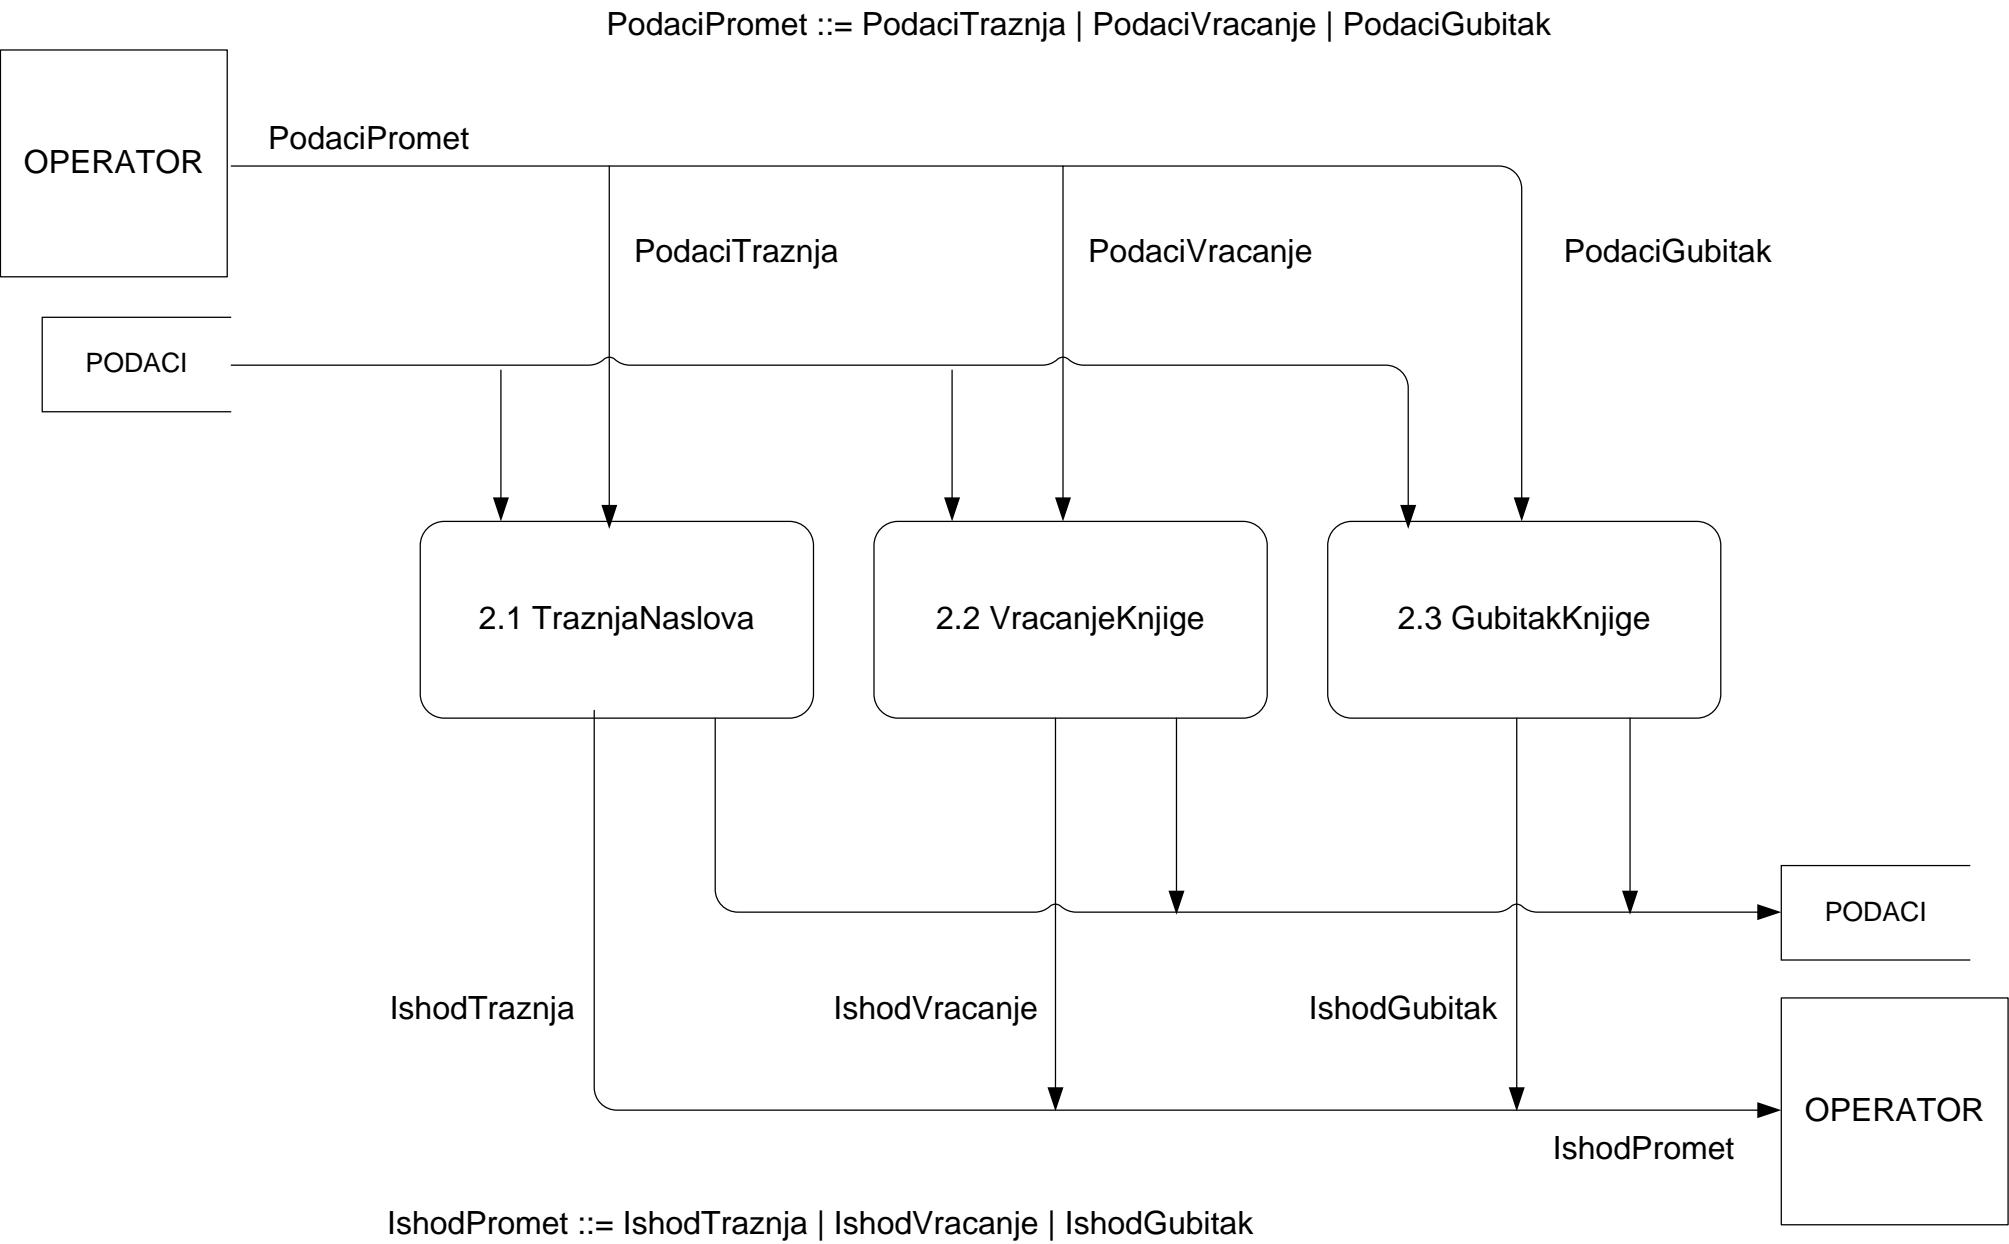 PodaciPromet ::= PodaciTraznja | PodaciVracanje | PodaciGubitak
PodaciPromet
OPERATOR
PodaciTraznja
PodaciVracanje
PodaciGubitak
PODACI
2.1 TraznjaNaslova
2.2 VracanjeKnjige
2.3 GubitakKnjige
PODACI
IshodTraznja
IshodVracanje
IshodGubitak
OPERATOR
IshodPromet
IshodPromet ::= IshodTraznja | IshodVracanje | IshodGubitak